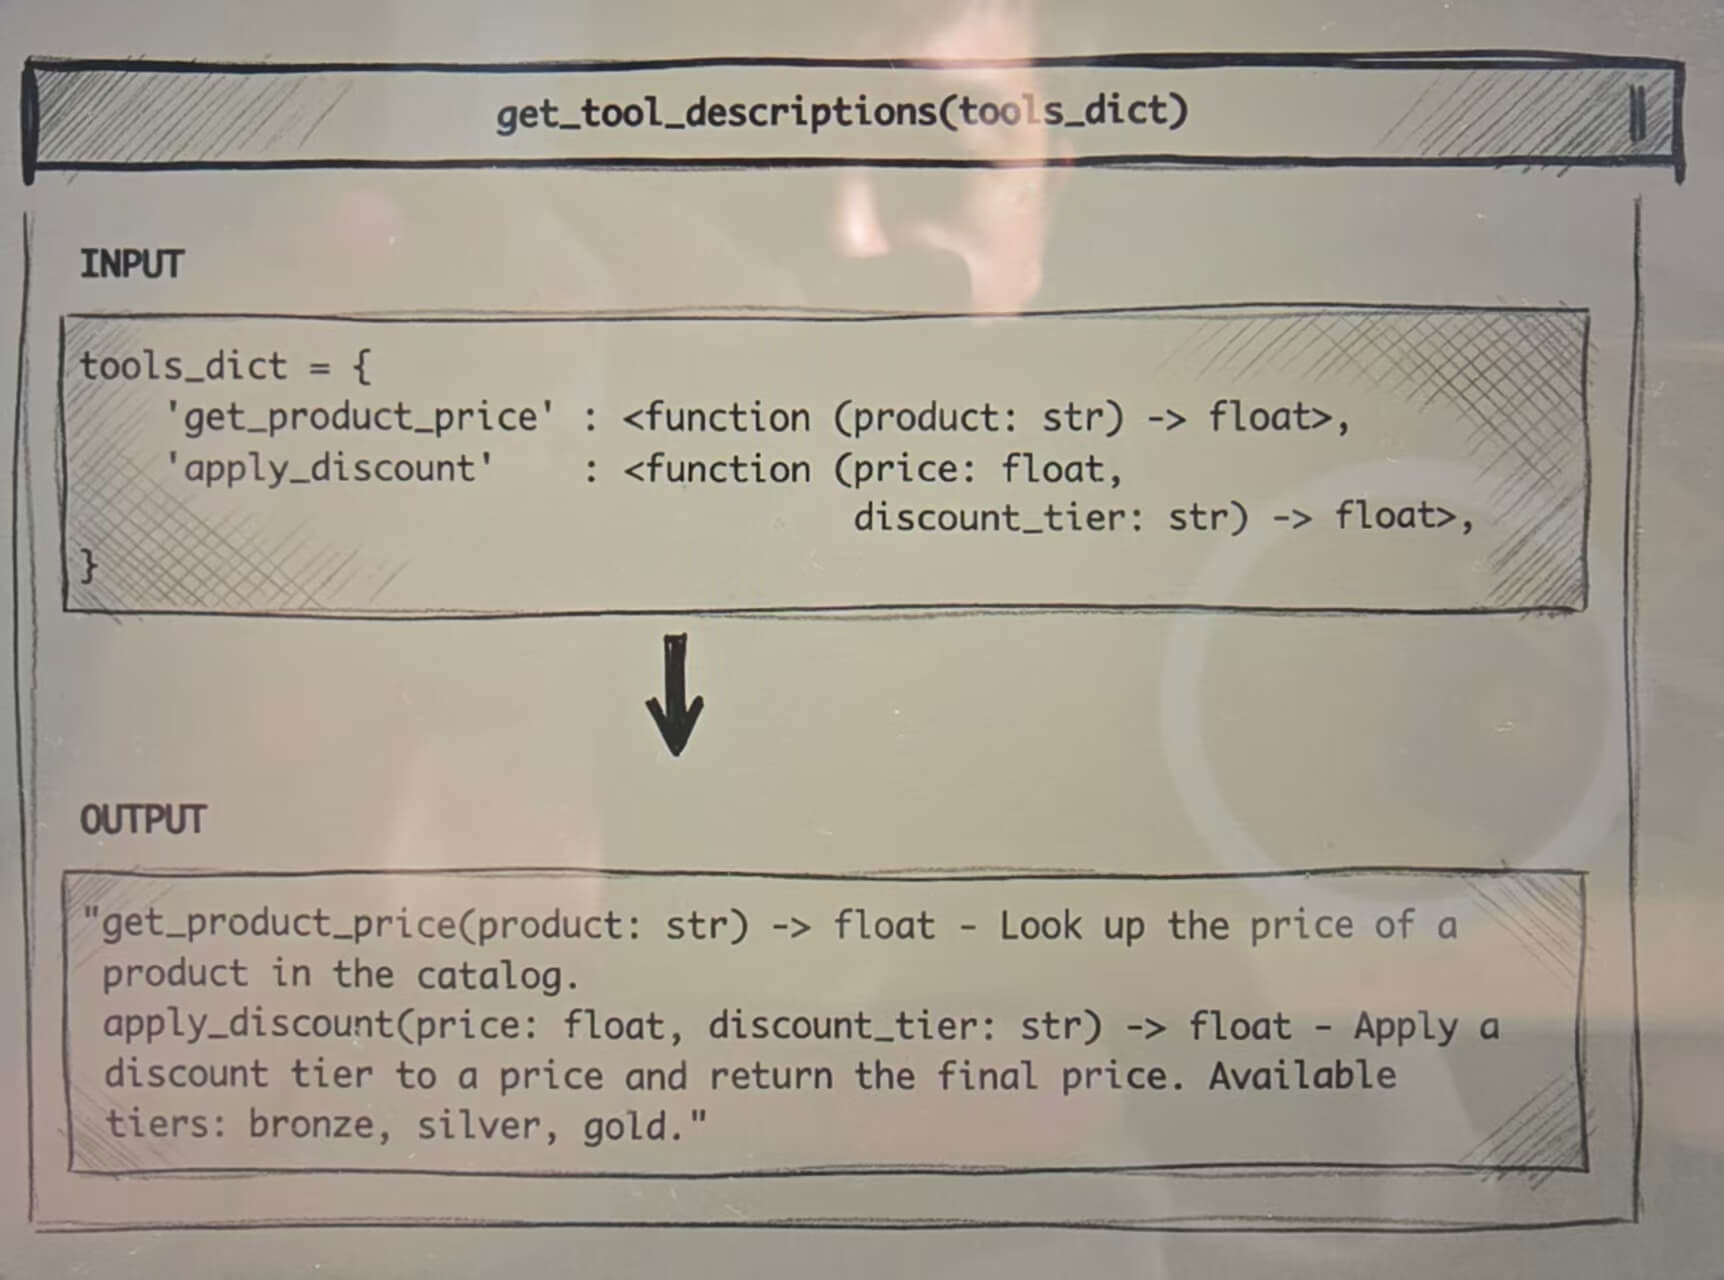 get_tool_descriptions(tools_dict)
INPUT
tools_dict = {
'get_product_price' : <function (product: str) -> float>,
'apply_discount' : <function (price: float,
discount_tier: str) -> float>,
}
OUTPUT
"get_product_price(product: str) -> float - Look up the price of a
product in the catalog.
apply_discount(price: float, discount_tier: str) -> float - Apply a
discount tier to a price and return the final price. Available
tiers: bronze, silver, gold."